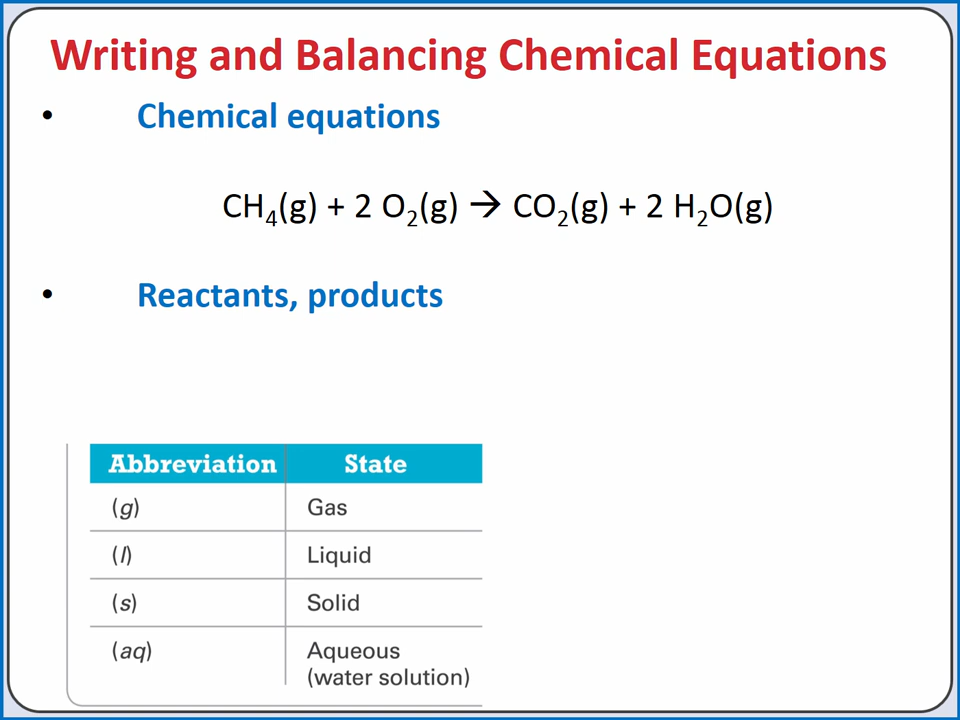 Writing and Balancing Chemical Equations
• Chemical equations
CH₄(g) + 2 O₂(g) → CO₂(g) + 2 H₂O(g)
• Reactants, products
Abbreviation State
(g) Gas
(l) Liquid
(s) Solid
(aq) Aqueous
(water solution)